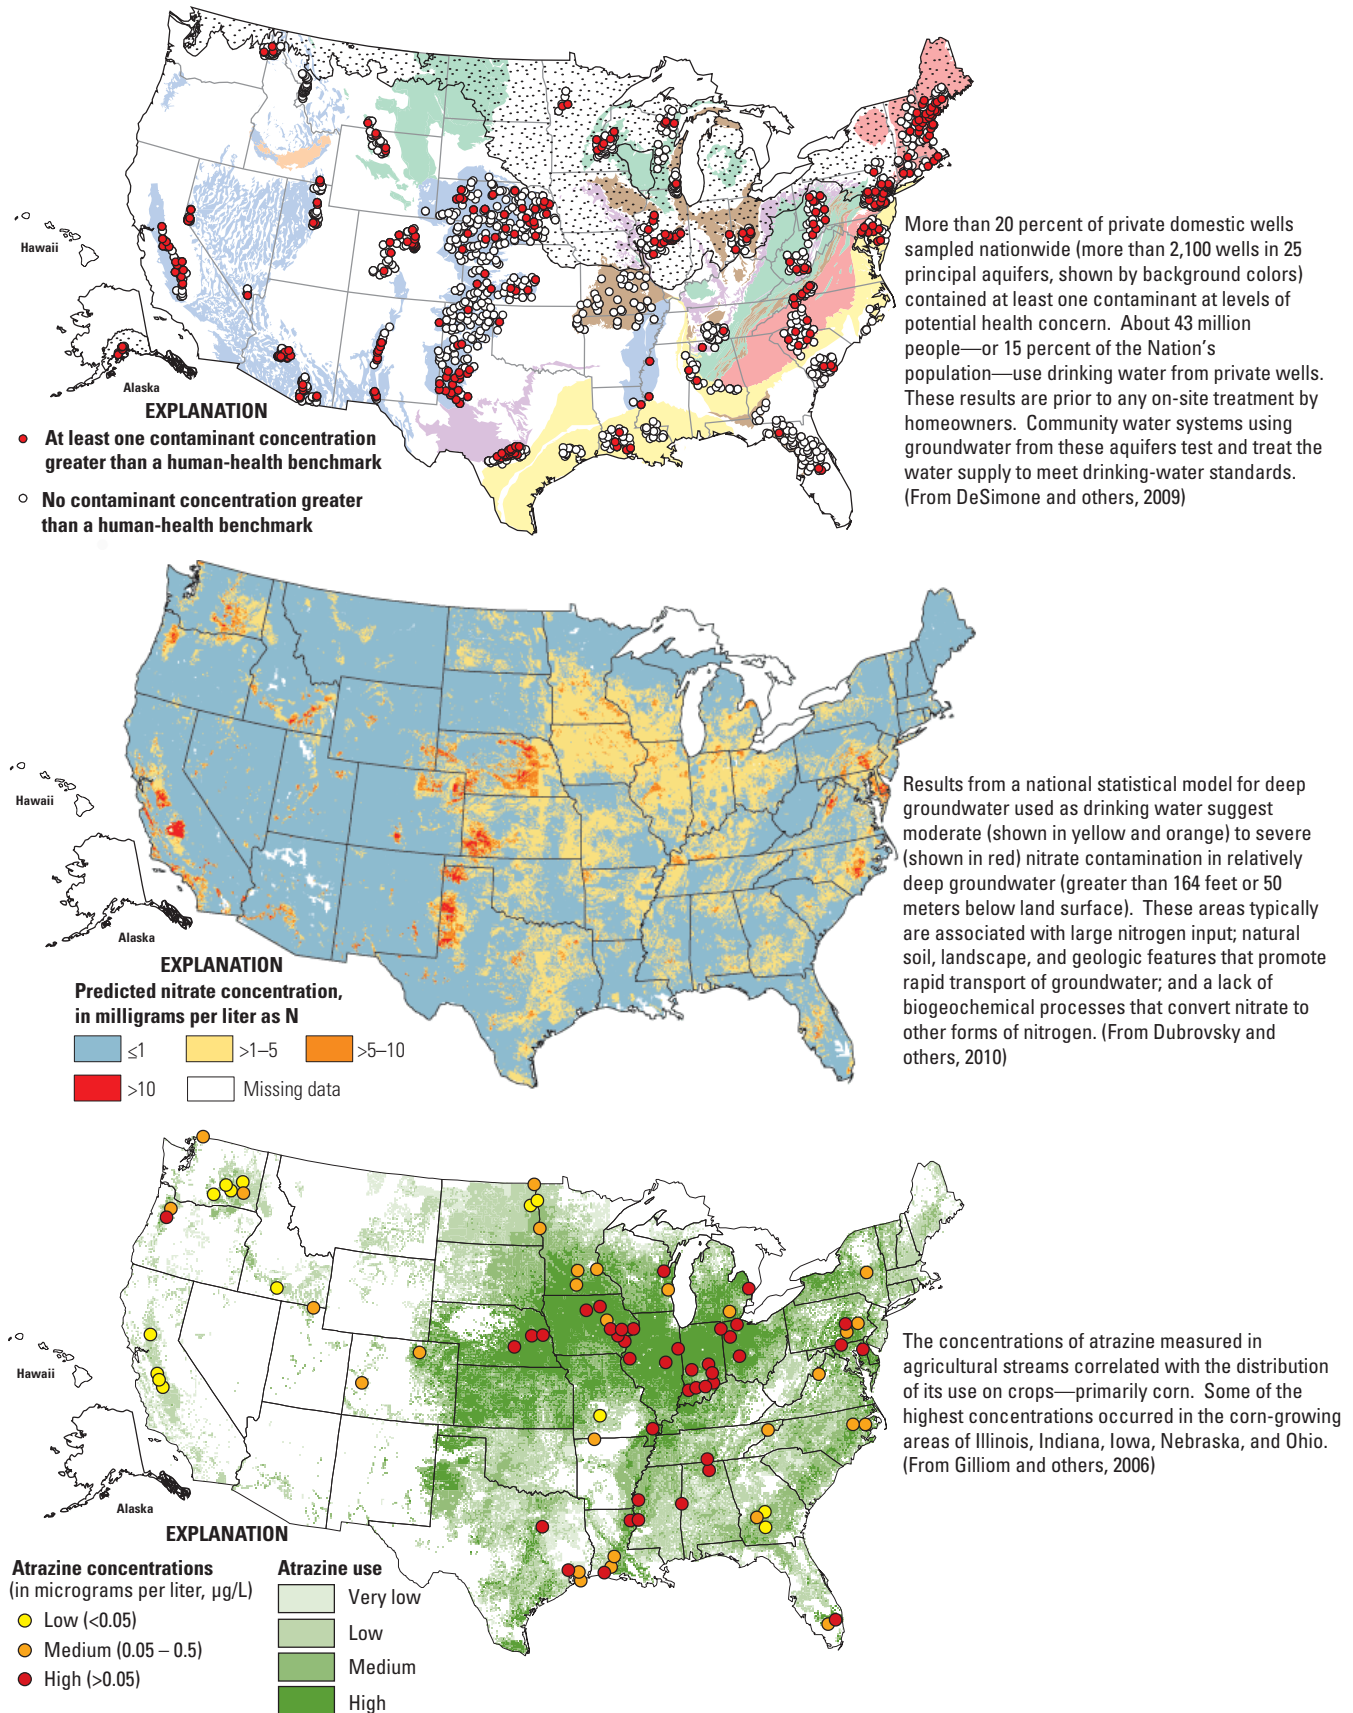 More than 20 percent of private domestic wells
sampled nationwide (more than 2,100 wells in 25
principal aquifers, shown by background colors)
contained at least one contaminant at levels of
potential health concern. About 43 million
people—or 15 percent of the Nation's
population—use drinking water from private wells.
These results are prior to any on-site treatment by
homeowners. Community water systems using
groundwater from these aquifers test and treat the
water supply to meet drinking-water standards.
(From DeSimone and others, 2009)
Hawaii
Alaska
EXPLANATION
At least one contaminant concentration
greater than a human-health benchmark
No contaminant concentration greater
than a human-health benchmark
Results from a national statistical model for deep
groundwater used as drinking water suggest
moderate (shown in yellow and orange) to severe
(shown in red) nitrate contamination in relatively
deep groundwater (greater than 164 feet or 50
meters below land surface). These areas typically
are associated with large nitrogen input; natural
soil, landscape, and geologic features that promote
rapid transport of groundwater; and a lack of
biogeochemical processes that convert nitrate to
other forms of nitrogen. (From Dubrovsky and
others, 2010)
Hawaii
Alaska
EXPLANATION
Predicted nitrate concentration,
in milligrams per liter as N
≤1 >1–5 >5–10
>10 Missing data
The concentrations of atrazine measured in
agricultural streams correlated with the distribution
of its use on crops—primarily corn. Some of the
highest concentrations occurred in the corn-growing
areas of Illinois, Indiana, Iowa, Nebraska, and Ohio.
(From Gilliom and others, 2006)
Hawaii
Alaska
EXPLANATION
Atrazine concentrations
(in micrograms per liter, µg/L)
Low (<0.05)
Medium (0.05 – 0.5)
High (>0.05)
Atrazine use
Very low
Low
Medium
High